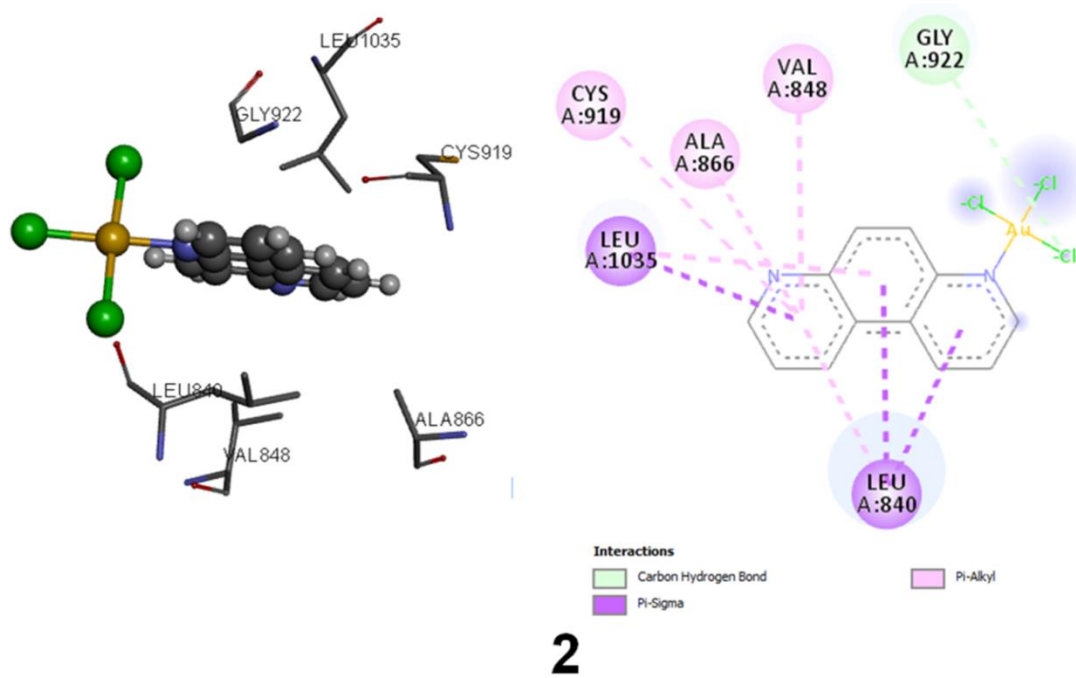 LEU1035
GLY922
CYS919
LEU840
VAL848
ALA866
GLY
A:922
VAL
A:848
CYS
A:919
ALA
A:866
LEU
A:1035
-Cl
-Cl
Au
-Cl
N
N
LEU
A:840
Interactions
Carbon Hydrogen Bond
Pi-Sigma
Pi-Alkyl
2